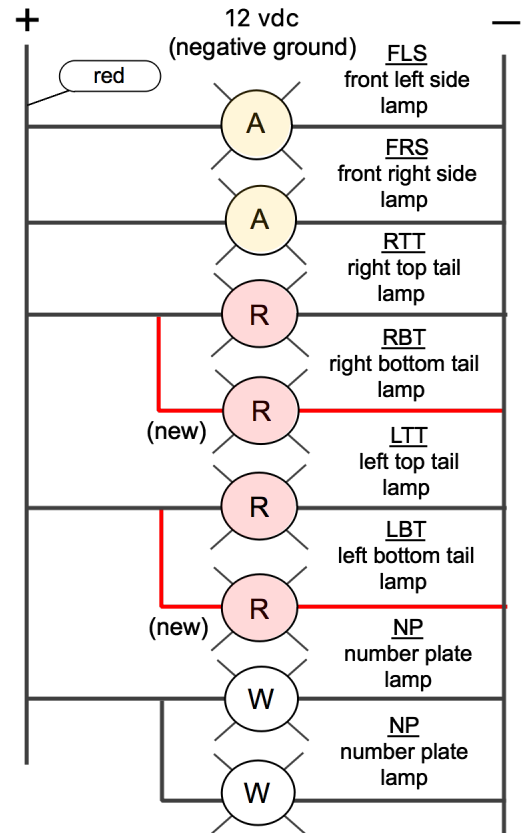 +
12 vdc
—
(negative ground)
red
FLS
front left side
lamp
A
FRS
front right side
lamp
A
RTT
right top tail
lamp
R
RBT
right bottom tail
lamp
R
(new)
LTT
left top tail
lamp
R
LBT
left bottom tail
lamp
R
(new)
NP
number plate
lamp
W
NP
number plate
lamp
W